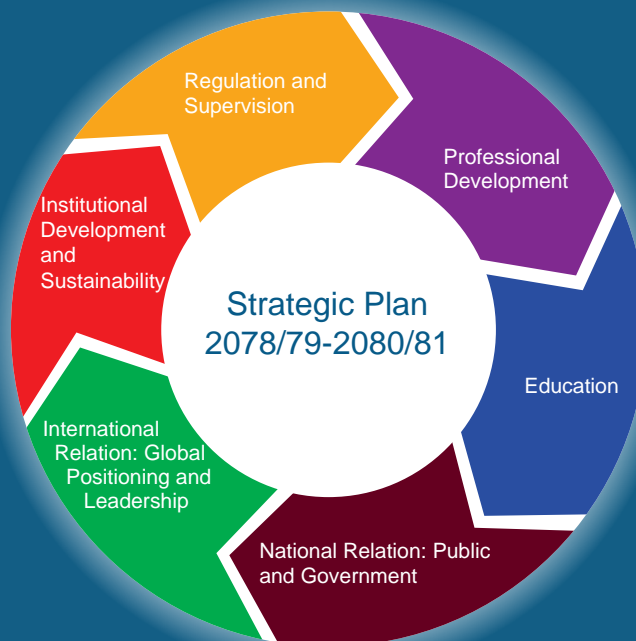 Regulation and
Supervision
Professional
Development
Institutional
Development
and
Sustainability
Strategic Plan
2078/79-2080/81
Education
International
Relation: Global
Positioning and
Leadership
National Relation: Public
and Government